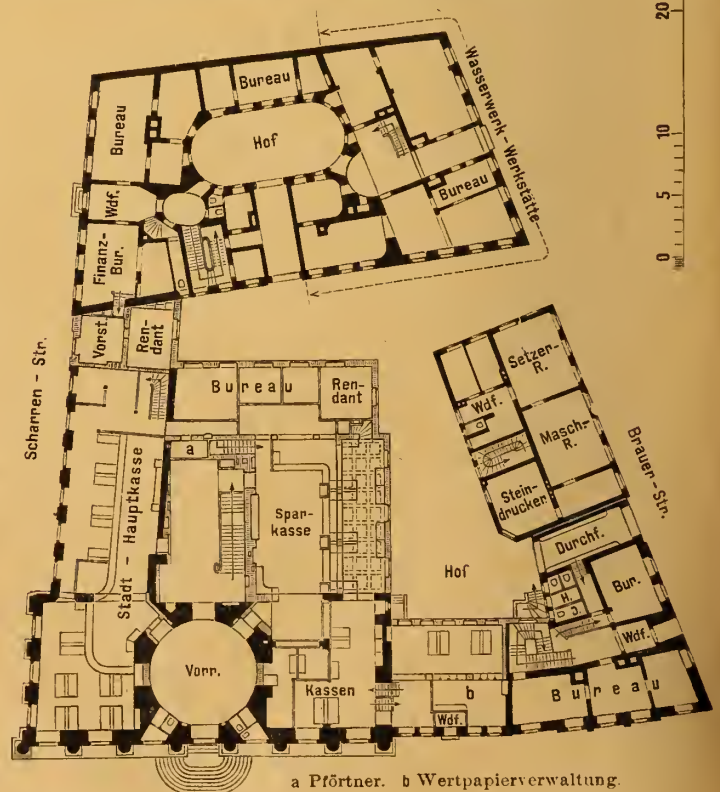 20
10
5
0
Wasserwerk - Werkstätte
Bureau
Bureau
Hof
Wdf.
Bureau
Finanz-
Bur.
Vorst.
Ren-
dant
Scharren - Str.
Bureau
Ren-
dant
Setzer-
R.
Wdf.
Masch.-
R.
Stein-
drucker
Brauer-Str.
a
Spar-
kasse
Stadt - Hauptkasse
Durchf.
Hof
H.
J.
Bur.
Wdf.
Vorr.
Kassen
b
Wdf.
Bureau
a Pförtner. b Wertpapierverwaltung.